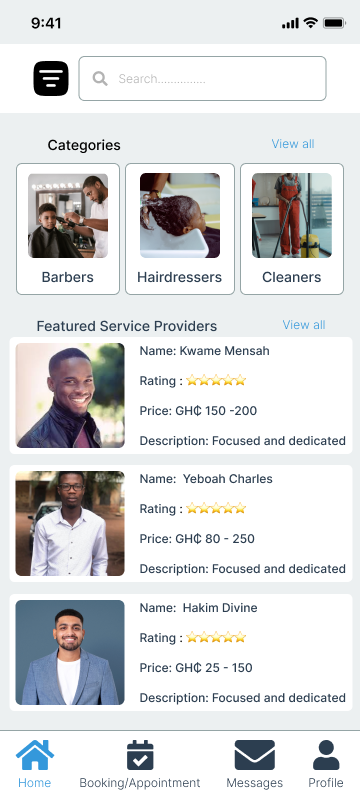 9:41
Search...............
Categories
View all
Barbers
Hairdressers
Cleaners
Featured Service Providers
View all
Name: Kwame Mensah
Rating : ⭐⭐⭐⭐⭐
Price: GH₵ 150 -200
Description: Focused and dedicated
Name: Yeboah Charles
Rating : ⭐⭐⭐⭐⭐
Price: GH₵ 80 - 250
Description: Focused and dedicated
Name: Hakim Divine
Rating : ⭐⭐⭐⭐⭐
Price: GH₵ 25 - 150
Description: Focused and dedicated
Home
Booking/Appointment
Messages
Profile